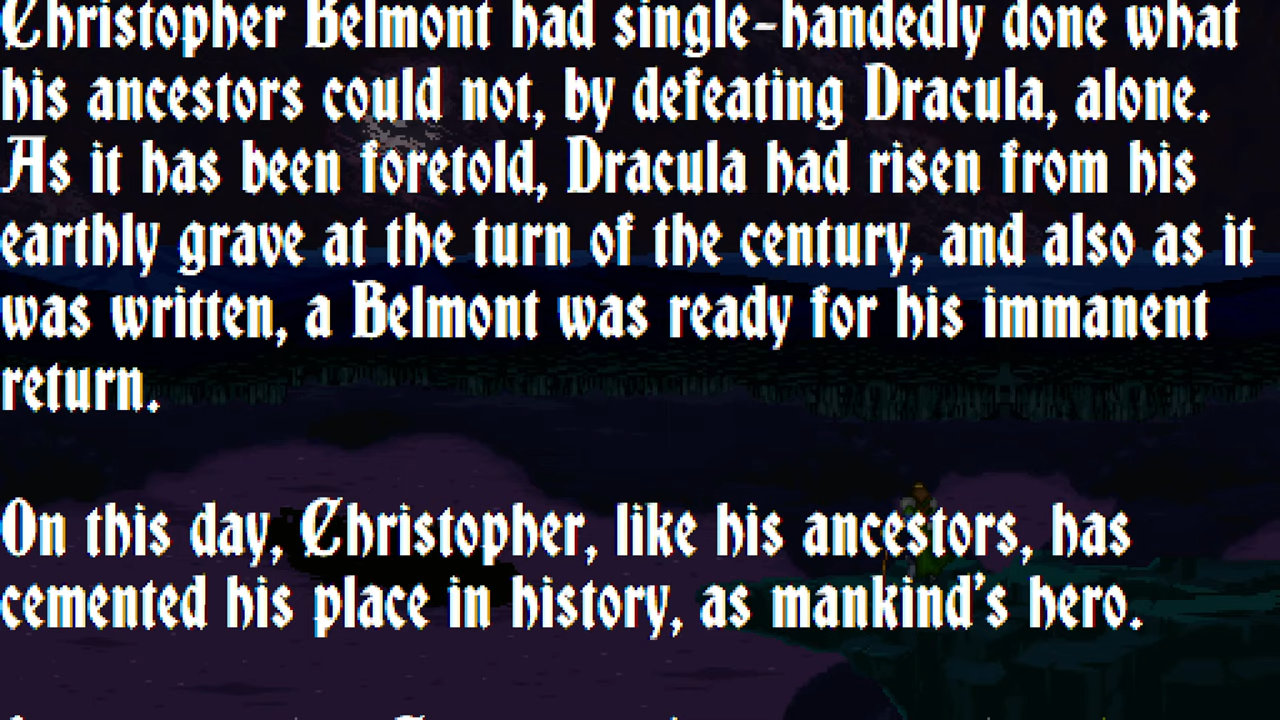 Christopher Belmont had single-handedly done what
his ancestors could not, by defeating Dracula, alone.
As it has been foretold, Dracula had risen from his
earthly grave at the turn of the century, and also as it
was written, a Belmont was ready for his immanent
return.
On this day, Christopher, like his ancestors, has
cemented his place in history, as mankind's hero.